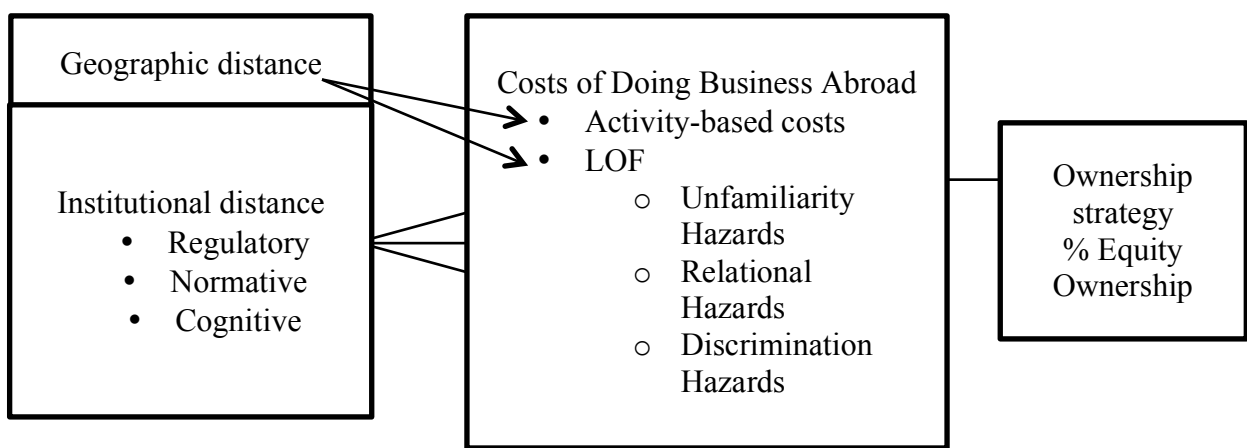 Geographic distance
Institutional distance
• Regulatory
• Normative
• Cognitive
Costs of Doing Business Abroad
• Activity-based costs
• LOF
o Unfamiliarity
Hazards
o Relational
Hazards
o Discrimination
Hazards
Ownership
strategy
% Equity
Ownership